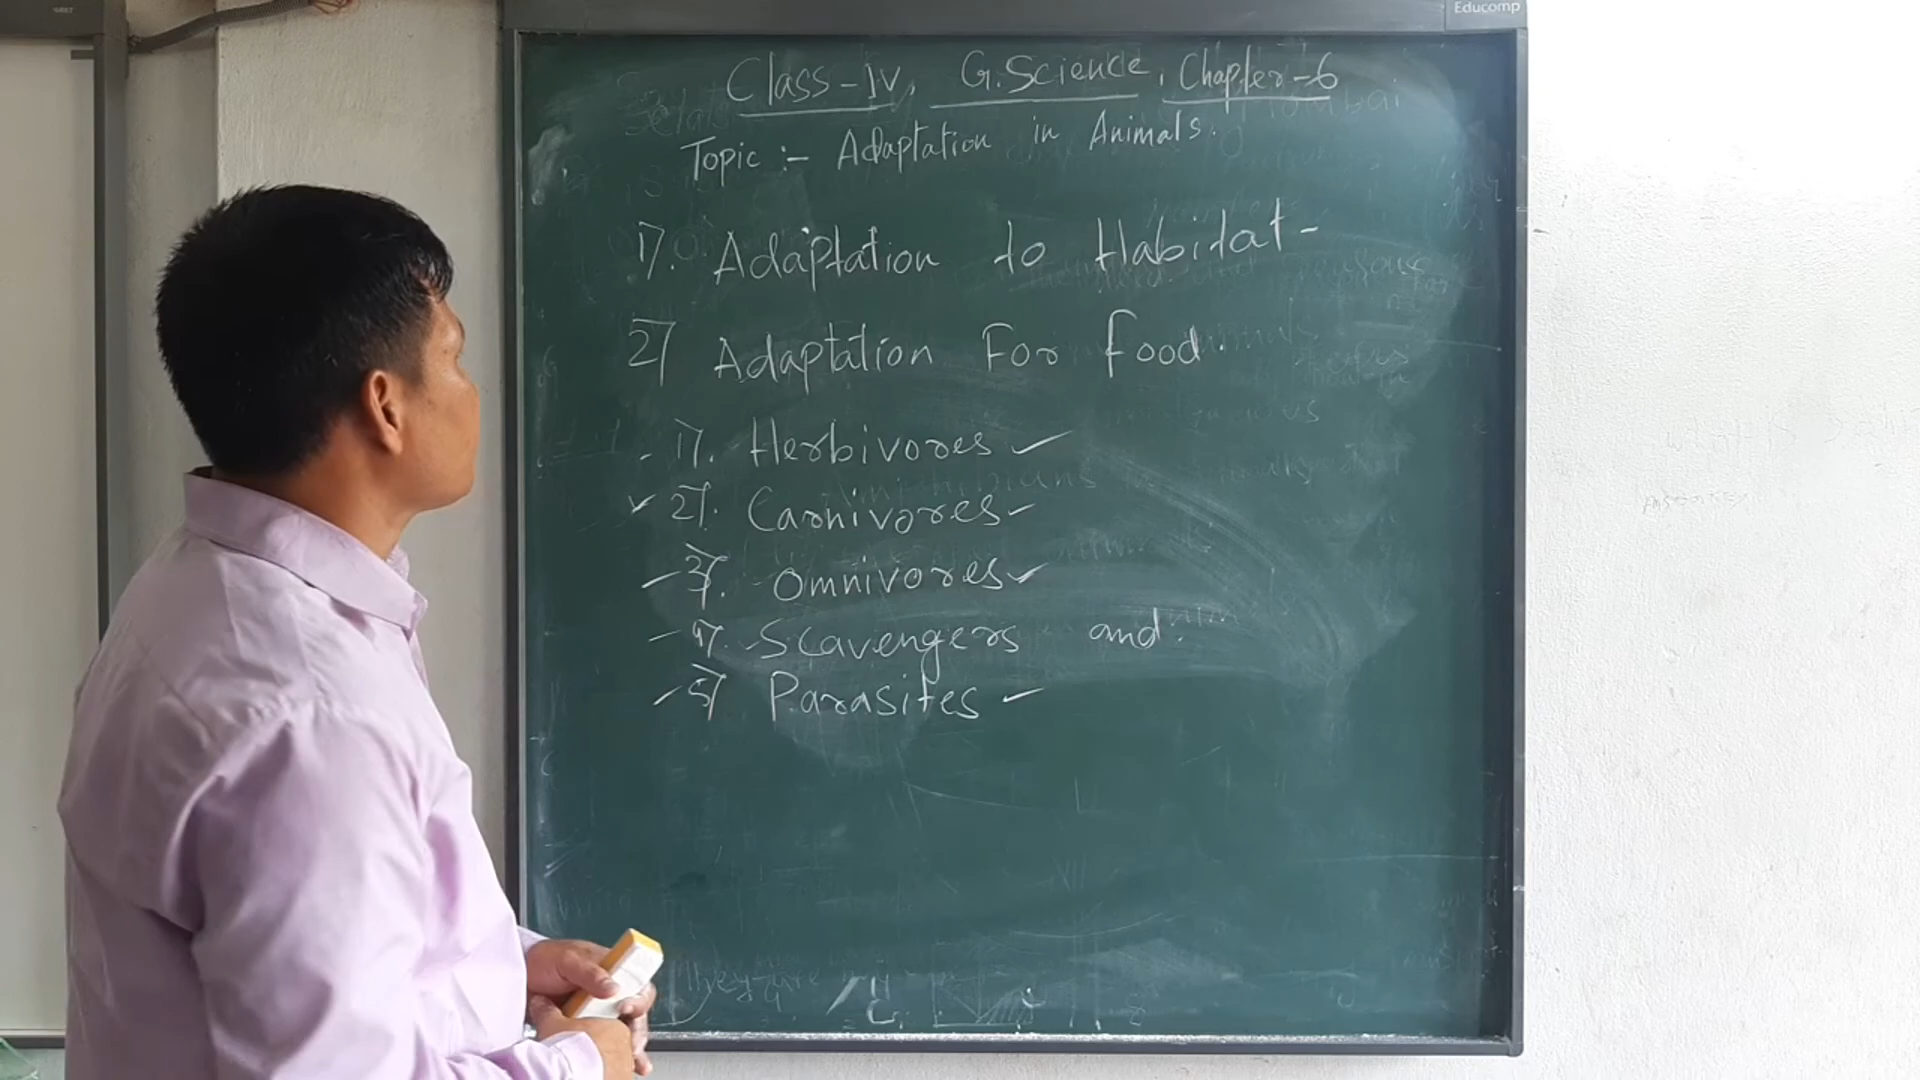 Educomp
Class-IV, G.Science, Chapter-6
Topic :- Adaptation in Animals.
1). Adaptation to Habitat-
2) Adaptation For food.
- 1). Herbivores ✓
✓ 2). Carnivores-
- 3). Omnivores ✓
- 4). Scavengers and.
- 5) Parasites -